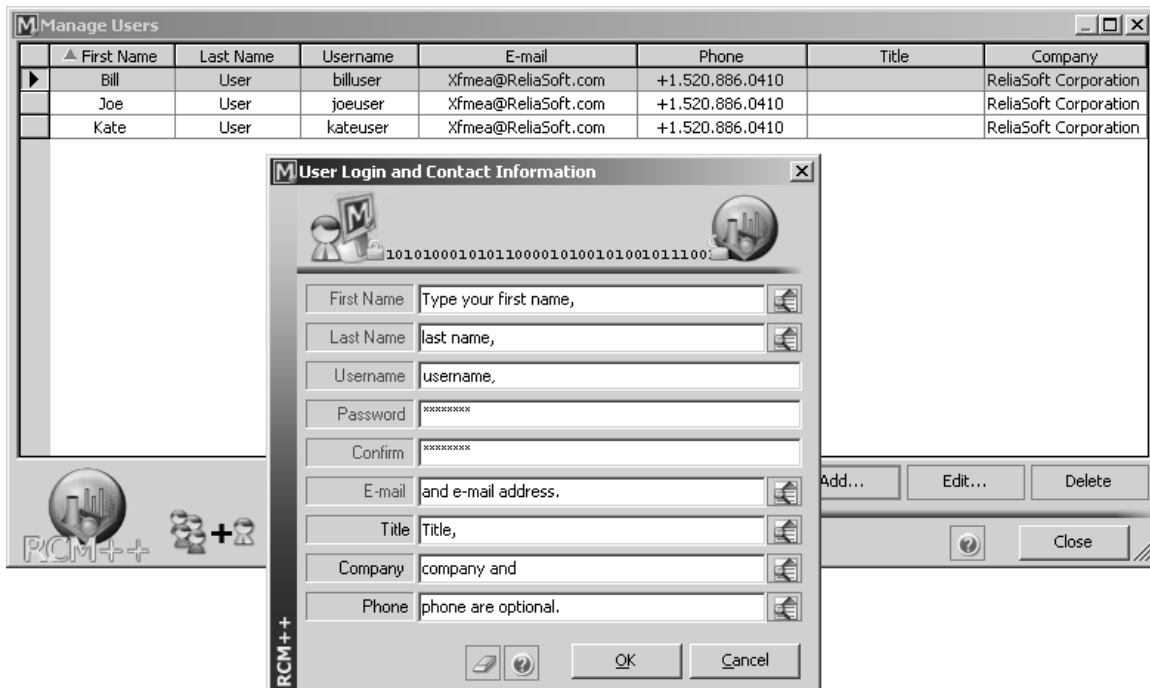 Manage Users
First Name Last Name Username E-mail Phone Title Company
Bill User billuser Xfmea@ReliaSoft.com +1.520.886.0410 ReliaSoft Corporation
Joe User joeuser Xfmea@ReliaSoft.com +1.520.886.0410 ReliaSoft Corporation
Kate User kateuser Xfmea@ReliaSoft.com +1.520.886.0410 ReliaSoft Corporation
M User Login and Contact Information
M
First Name Type your first name,
Last Name last name,
Username username,
Password ********
Confirm ********
E-mail and e-mail address.
Title Title,
Company company and
Phone phone are optional.
OK Cancel
RCM++
Add... Edit... Delete
RCM++
Close